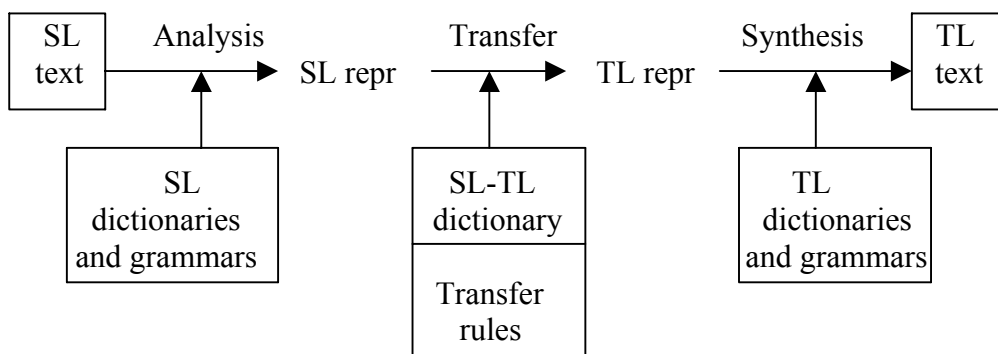 SL
text
Analysis
SL repr
Transfer
TL repr
Synthesis
TL
text
SL
dictionaries
and grammars
SL-TL
dictionary
Transfer
rules
TL
dictionaries
and grammars